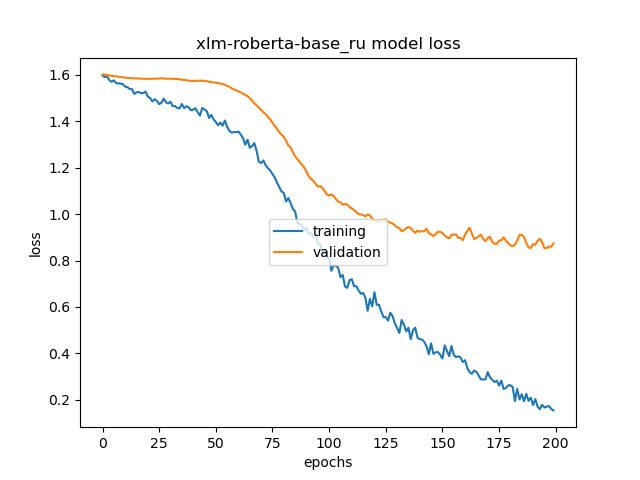 xlm-roberta-base_ru model loss
loss
1.6
1.4
1.2
1.0
0.8
0.6
0.4
0.2
training
validation
0 25 50 75 100 125 150 175 200
epochs